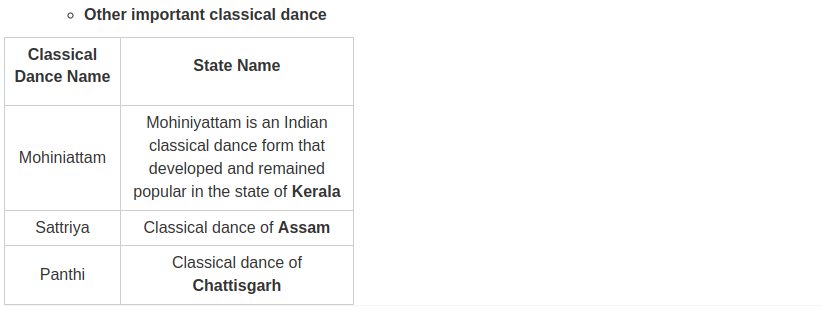 Other important classical dance
Classical
Dance Name
State Name
Mohiniattam
Mohiniyattam is an Indian
classical dance form that
developed and remained
popular in the state of Kerala
Sattriya
Classical dance of Assam
Panthi
Classical dance of
Chattisgarh